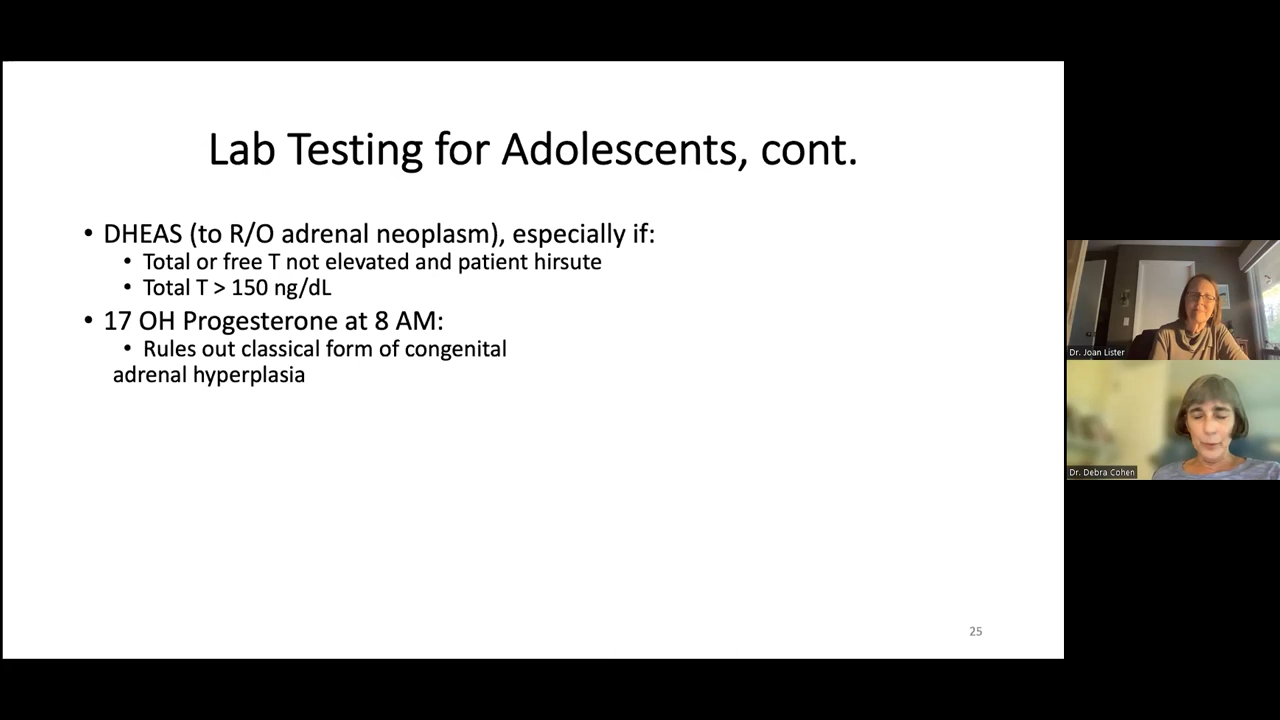 Lab Testing for Adolescents, cont.
• DHEAS (to R/O adrenal neoplasm), especially if:
• Total or free T not elevated and patient hirsute
• Total T > 150 ng/dL
• 17 OH Progesterone at 8 AM:
• Rules out classical form of congenital
adrenal hyperplasia
25
Dr. Joan Lister
Dr. Debra Cohen